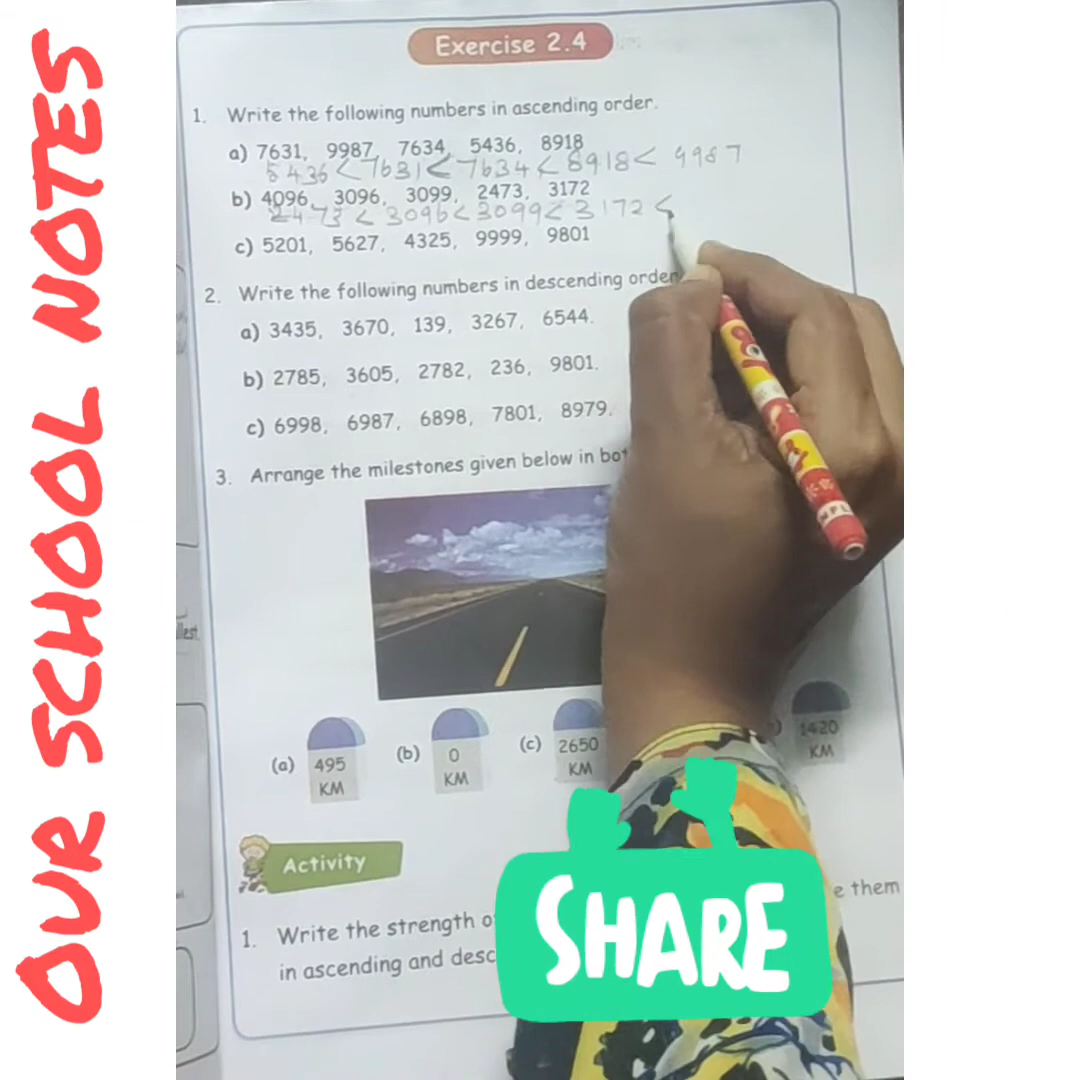 OUR SCHOOL NOTES
Exercise 2.4
1. Write the following numbers in ascending order.
a) 7631, 9987, 7634, 5436, 8918
5436 < 7631 < 7634 < 8918 < 9987
b) 4096, 3096, 3099, 2473, 3172
2473 < 3096 < 3099 < 3172 <
c) 5201, 5627, 4325, 9999, 9801
2. Write the following numbers in descending order
a) 3435, 3670, 139, 3267, 6544.
b) 2785, 3605, 2782, 236, 9801.
c) 6998, 6987, 6898, 7801, 8979.
3. Arrange the milestones given below in
(a) 495 KM (b) 0 KM (c) 2650 KM 1420 KM
Activity
1. Write the strength
e them
in ascending and
SHARE